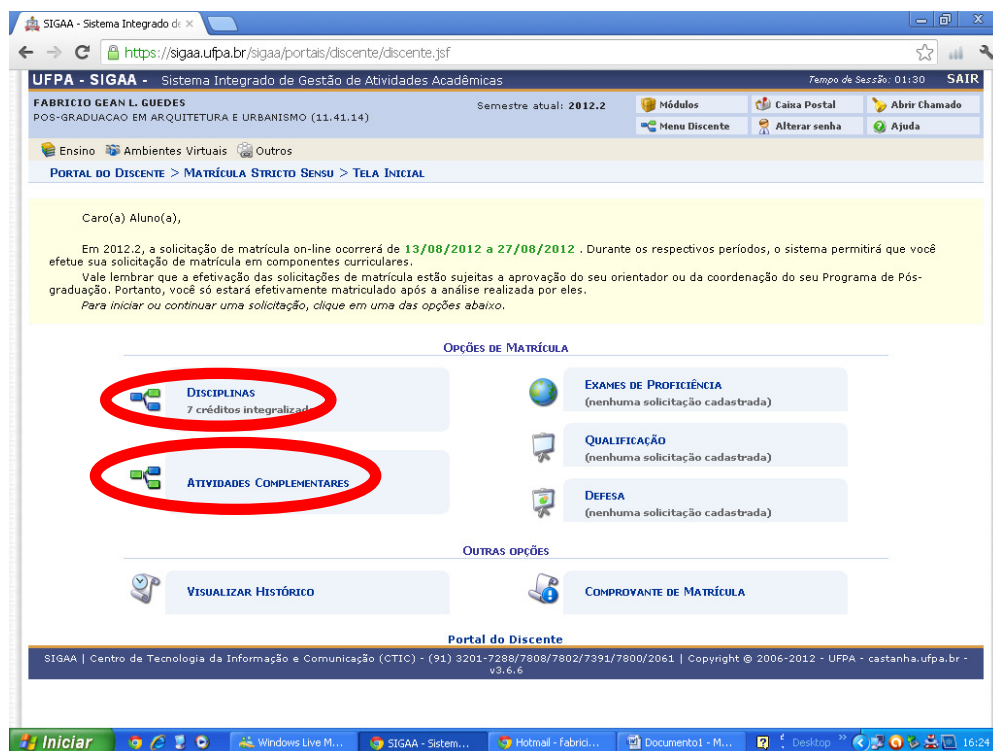 SIGAA - Sistema Integrado de
https://sigaa.ufpa.br/sigaa/portais/discente/discente.jsf
UFPA - SIGAA - Sistema Integrado de Gestão de Atividades Acadêmicas
Tempo de Sessão: 01:30 SAIR
FABRICIO GEAN L. GUEDES
POS-GRADUACAO EM ARQUITETURA E URBANISMO (11.41.14)
Semestre atual: 2012.2
Módulos Caixa Postal Abrir Chamado
Menu Discente Alterar senha Ajuda
Ensino Ambientes Virtuais Outros
PORTAL DO DISCENTE > MATRÍCULA STRICTO SENSU > TELA INICIAL
Caro(a) Aluno(a),
Em 2012.2, a solicitação de matrícula on-line ocorrerá de 13/08/2012 a 27/08/2012 . Durante os respectivos períodos, o sistema permitirá que você
efetue sua solicitação de matrícula em componentes curriculares.
Vale lembrar que a efetivação das solicitações de matrícula estão sujeitas a aprovação do seu orientador ou da coordenação do seu Programa de Pós-
graduação. Portanto, você só estará efetivamente matriculado após a análise realizada por eles.
Para iniciar ou continuar uma solicitação, clique em uma das opções abaixo.
OPÇÕES DE MATRÍCULA
DISCIPLINAS
7 créditos
ATIVIDADES COMPLEMENTARES
EXAMES DE PROFICIÊNCIA
(nenhuma solicitação cadastrada)
QUALIFICAÇÃO
(nenhuma solicitação cadastrada)
DEFESA
(nenhuma solicitação cadastrada)
OUTRAS OPÇÕES
VISUALIZAR HISTÓRICO
COMPROVANTE DE MATRÍCULA
Portal do Discente
SIGAA | Centro de Tecnologia da Informação e Comunicação (CTIC) - (91) 3201-7288/7808/7802/7391/7800/2061 | Copyright © 2006-2012 - UFPA - castanha.ufpa.br -
v3.6.6
Iniciar Windows Live M... SIGAA - Sistem... Hotmail - fabrici... Documento1 - M... Desktop 16:24